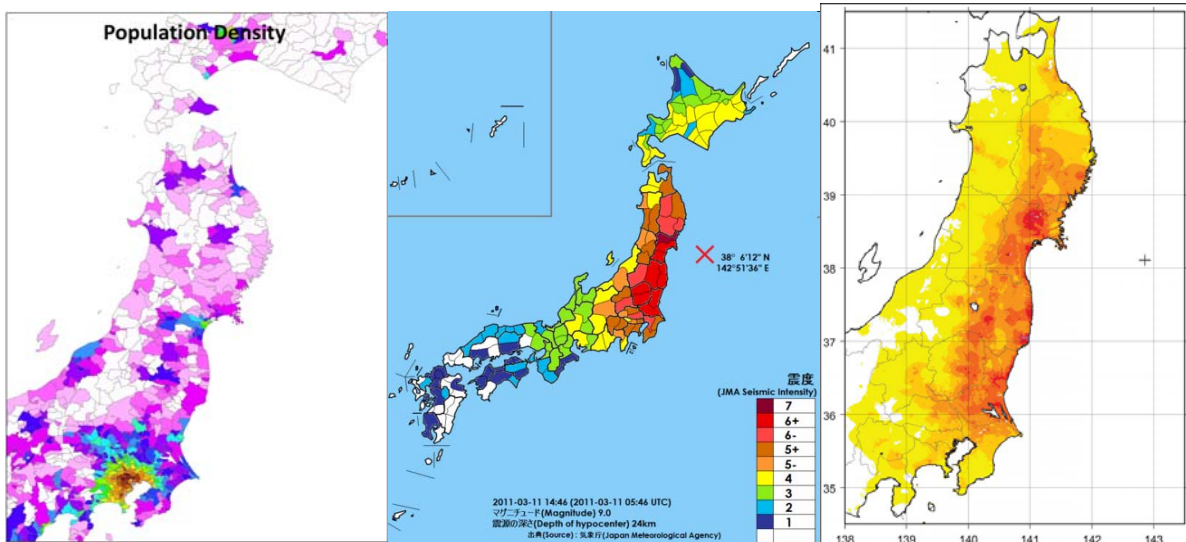 Population Density
38° 6'12" N
142°51'36" E
震度
(JMA Seismic Intensity)
7
6+
6-
5+
5-
4
3
2
1
2011-03-11 14:46 (2011-03-11 05:46 UTC)
マグニチュード(Magnitude) 9.0
震源の深さ(Depth of hypocenter) 24km
出典(Source) : 気象庁(Japan Meteorological Agency)
41
40
39
38
37
36
35
138 139 140 141 142 143